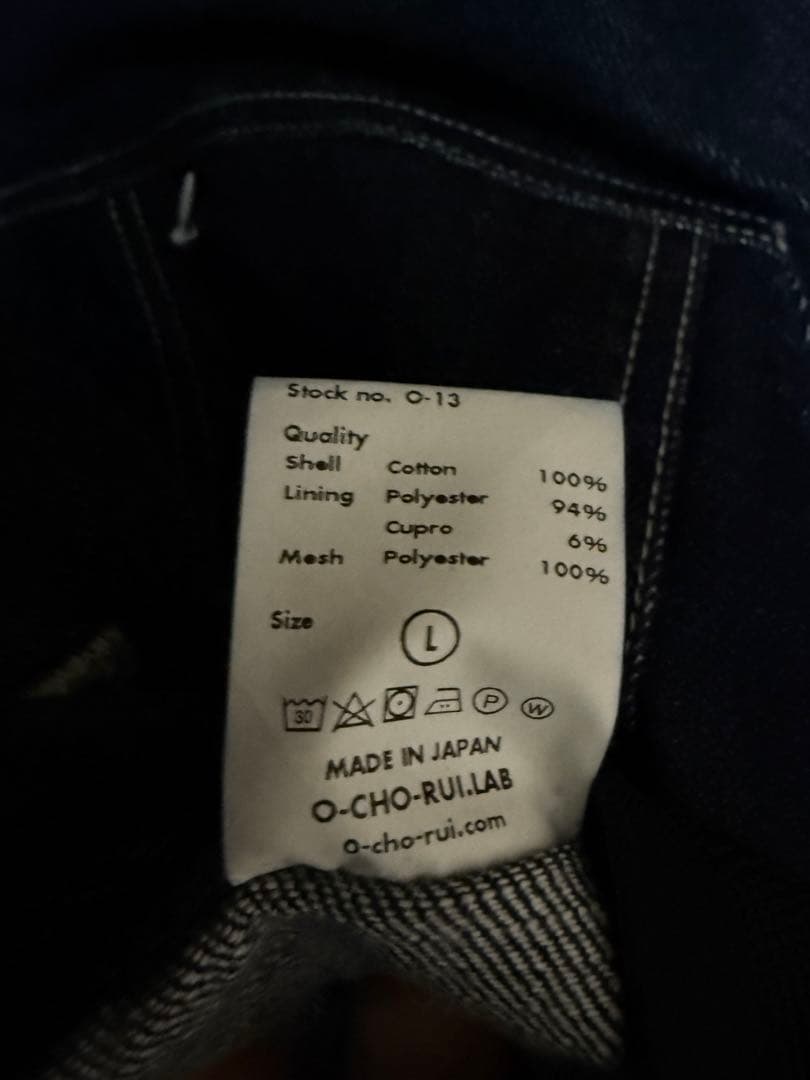 Stock no. O-13
Quality
Shell Cotton 100%
Lining Polyester 94%
Cupro 6%
Mesh Polyester 100%
Size L
30 P W
MADE IN JAPAN
O-CHO-RUI.LAB
o-cho-rui.com